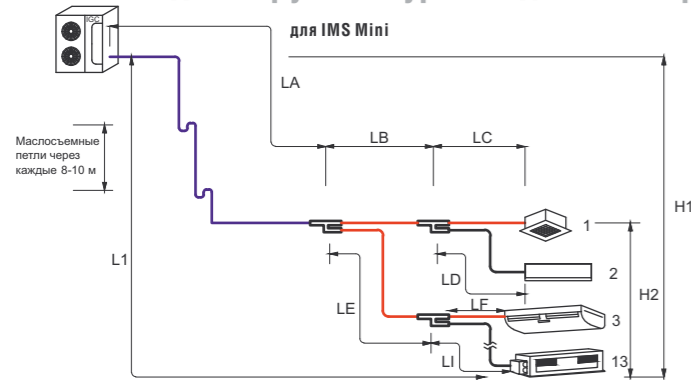 для IMS Mini
IGC
LA
Маслосъемные
петли через
каждые 8-10 м
LB
LC
H1
1
L1
H2
2
LD
LE
LF
3
LI
13